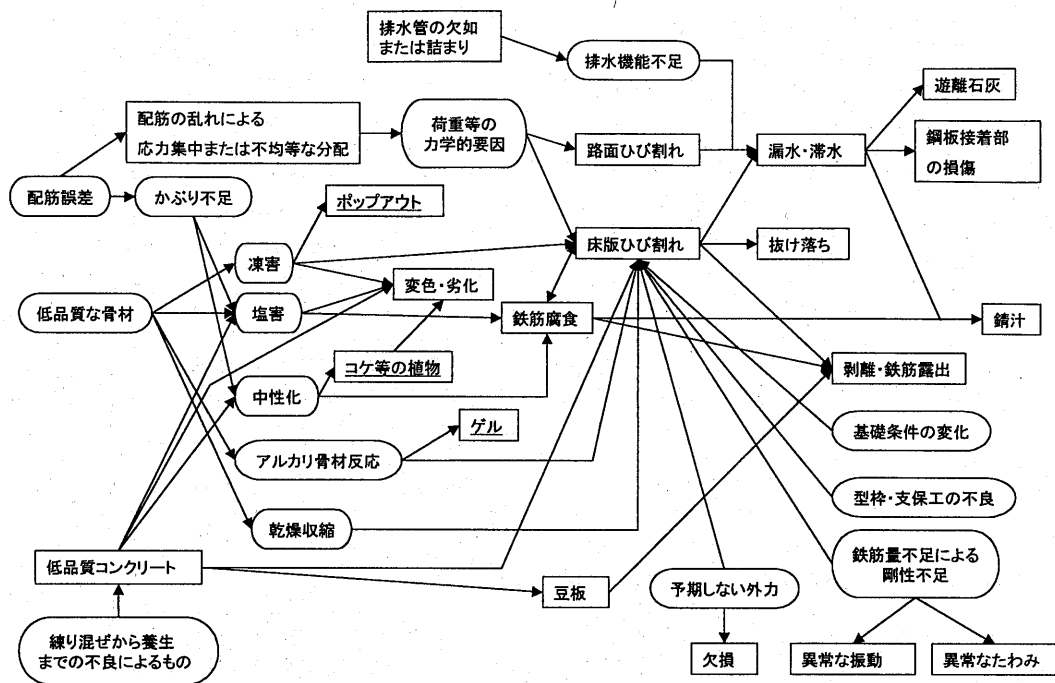 排水管の欠如
または詰まり
排水機能不足
遊離石灰
配筋の乱れによる
応力集中または不均等な分配
荷重等の
力学的要因
路面ひび割れ
漏水・滞水
鋼板接着部
の損傷
配筋誤差
かぶり不足
ポップアウト
床版ひび割れ
抜け落ち
凍害
変色・劣化
低品質な骨材
塩害
鉄筋腐食
錆汁
コケ等の植物
剥離・鉄筋露出
中性化
ゲル
基礎条件の変化
アルカリ骨材反応
型枠・支保工の不良
乾燥収縮
鉄筋量不足による
剛性不足
低品質コンクリート
豆板
予期しない外力
練り混ぜから養生
までの不良によるもの
欠損
異常な振動
異常なたわみ